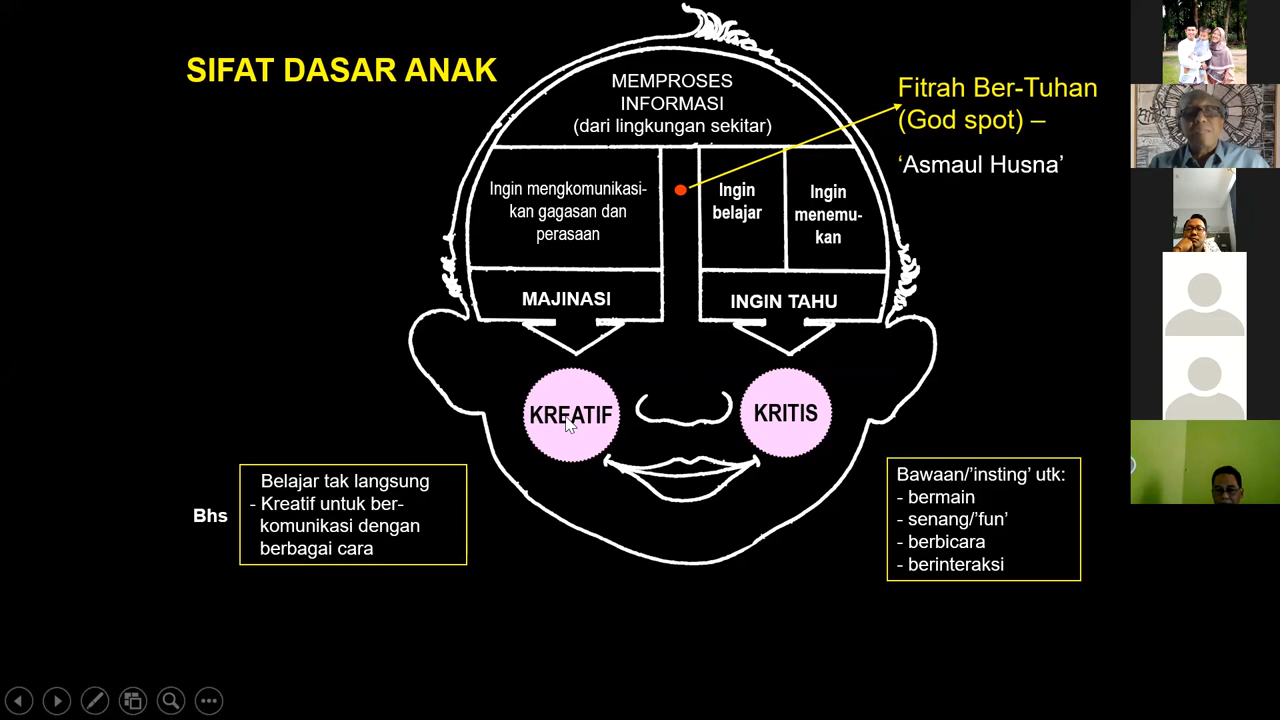 SIFAT DASAR ANAK
MEMPROSES
INFORMASI
(dari lingkungan sekitar)
Fitrah Ber-Tuhan
(God spot) –
‘Asmaul Husna’
Ingin mengkomunikasi-
kan gagasan dan
perasaan
Ingin
belajar
Ingin
menemu-
kan
MAJINASI
INGIN TAHU
KREATIF
KRITIS
Bhs
Belajar tak langsung
- Kreatif untuk ber-
komunikasi dengan
berbagai cara
Bawaan/’insting’ utk:
- bermain
- senang/’fun’
- berbicara
- berinteraksi